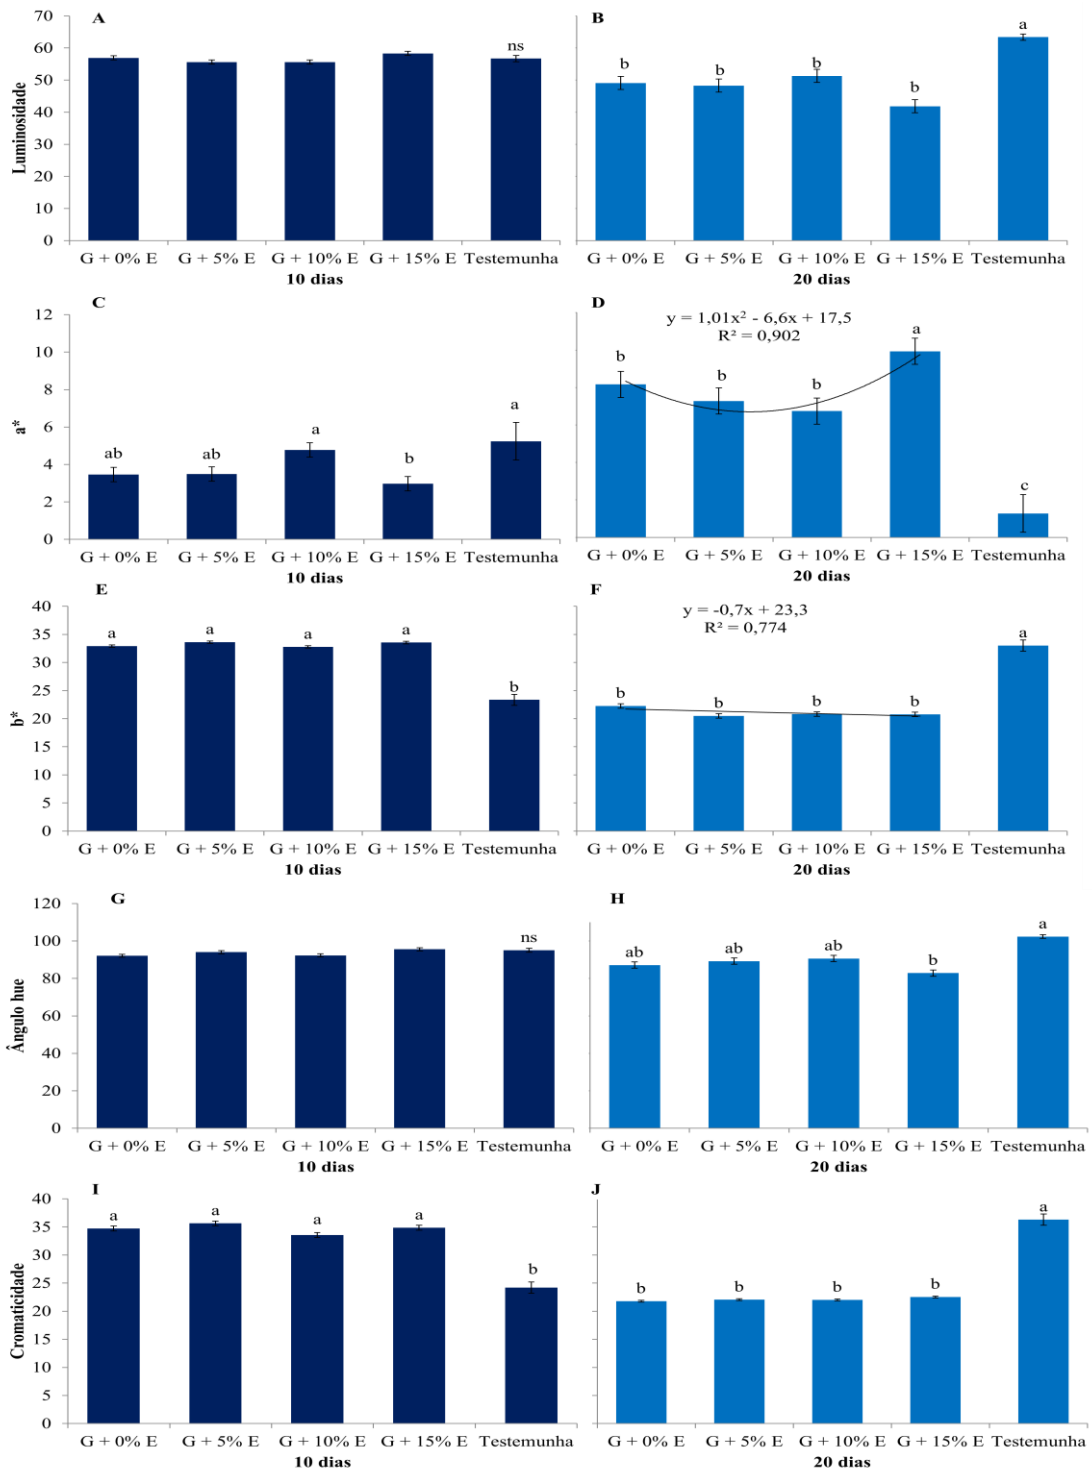 A
B
Luminosidade
70
60
50
40
30
20
10
0
ns
b
b
b
b
a
G + 0% E
G + 5% E
G + 10% E
G + 15% E
Testemunha
10 dias
G + 0% E
G + 5% E
G + 10% E
G + 15% E
Testemunha
20 dias
C
D
a*
12
10
8
6
4
2
0
ab
ab
a
b
a
y = 1,01x² - 6,6x + 17,5
R² = 0,902
b
b
b
a
c
G + 0% E
G + 5% E
G + 10% E
G + 15% E
Testemunha
10 dias
G + 0% E
G + 5% E
G + 10% E
G + 15% E
Testemunha
20 dias
E
F
b*
40
35
30
25
20
15
10
5
0
a
a
a
a
b
y = -0,7x + 23,3
R² = 0,774
b
b
b
b
a
G + 0% E
G + 5% E
G + 10% E
G + 15% E
Testemunha
10 dias
G + 0% E
G + 5% E
G + 10% E
G + 15% E
Testemunha
20 dias
G
H
Ângulo hue
120
100
80
60
40
20
0
ns
ab
ab
ab
b
a
G + 0% E
G + 5% E
G + 10% E
G + 15% E
Testemunha
10 dias
G + 0% E
G + 5% E
G + 10% E
G + 15% E
Testemunha
20 dias
I
J
Cromaticidade
40
35
30
25
20
15
10
5
0
a
a
a
a
b
b
b
b
b
a
G + 0% E
G + 5% E
G + 10% E
G + 15% E
Testemunha
10 dias
G + 0% E
G + 5% E
G + 10% E
G + 15% E
Testemunha
20 dias